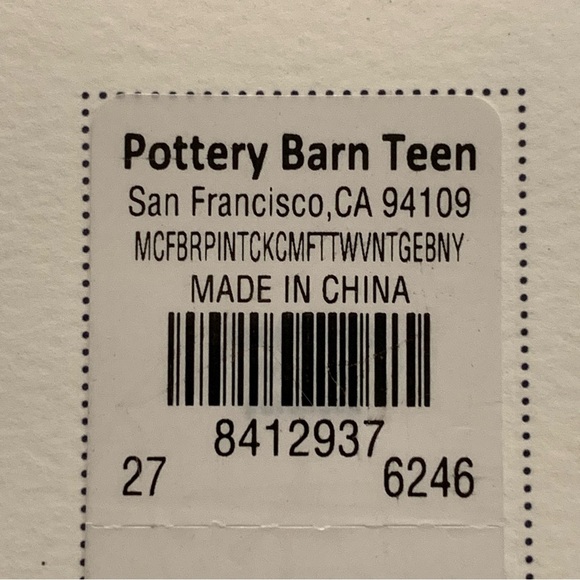 Pottery Barn Teen
San Francisco,CA 94109
MCFBRPINTCKCMFTTWVNTGEBNY
MADE IN CHINA
8412937
27 6246